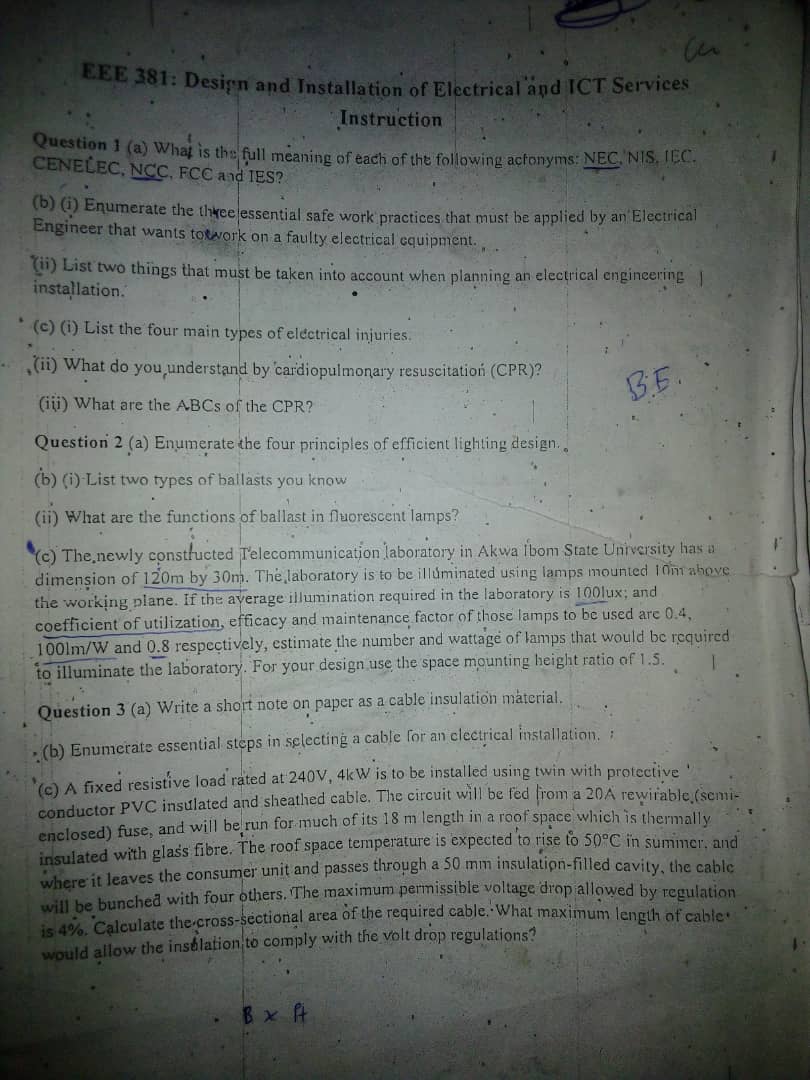 EEE 381: Design and Installation of Electrical and ICT Services
Instruction
Question 1 (a) What is the full meaning of each of the following acronyms: NEC, NIS, IEC,
CENELEC, NCC, FCC and IES?
(b) (i) Enumerate the three essential safe work practices that must be applied by an Electrical
Engineer that wants to work on a faulty electrical equipment.
(ii) List two things that must be taken into account when planning an electrical engineering
installation.
(c) (i) List the four main types of electrical injuries.
(ii) What do you understand by cardiopulmonary resuscitation (CPR)?
B.E.
(iii) What are the ABCs of the CPR?
Question 2 (a) Enumerate the four principles of efficient lighting design.
(b) (i) List two types of ballasts you know
(ii) What are the functions of ballast in fluorescent lamps?
(c) The newly constructed Telecommunication laboratory in Akwa Ibom State University has a
dimension of 120m by 30m. The laboratory is to be illuminated using lamps mounted 10m above
the working plane. If the average illumination required in the laboratory is 100lux; and
coefficient of utilization, efficacy and maintenance factor of those lamps to be used are 0.4,
100lm/W and 0.8 respectively, estimate the number and wattage of lamps that would be required
to illuminate the laboratory. For your design use the space mounting height ratio of 1.5.
Question 3 (a) Write a short note on paper as a cable insulation material.
(b) Enumerate essential steps in selecting a cable for an electrical installation.
(c) A fixed resistive load rated at 240V, 4kW is to be installed using twin with protective
conductor PVC insulated and sheathed cable. The circuit will be fed from a 20A rewirable (semi-
enclosed) fuse, and will be run for much of its 18 m length in a roof space which is thermally
insulated with glass fibre. The roof space temperature is expected to rise to 50°C in summer, and
where it leaves the consumer unit and passes through a 50 mm insulation-filled cavity, the cable
will be bunched with four others. The maximum permissible voltage drop allowed by regulation
is 4%. Calculate the cross-sectional area of the required cable. What maximum length of cable
would allow the insulation to comply with the volt drop regulations?
B x A